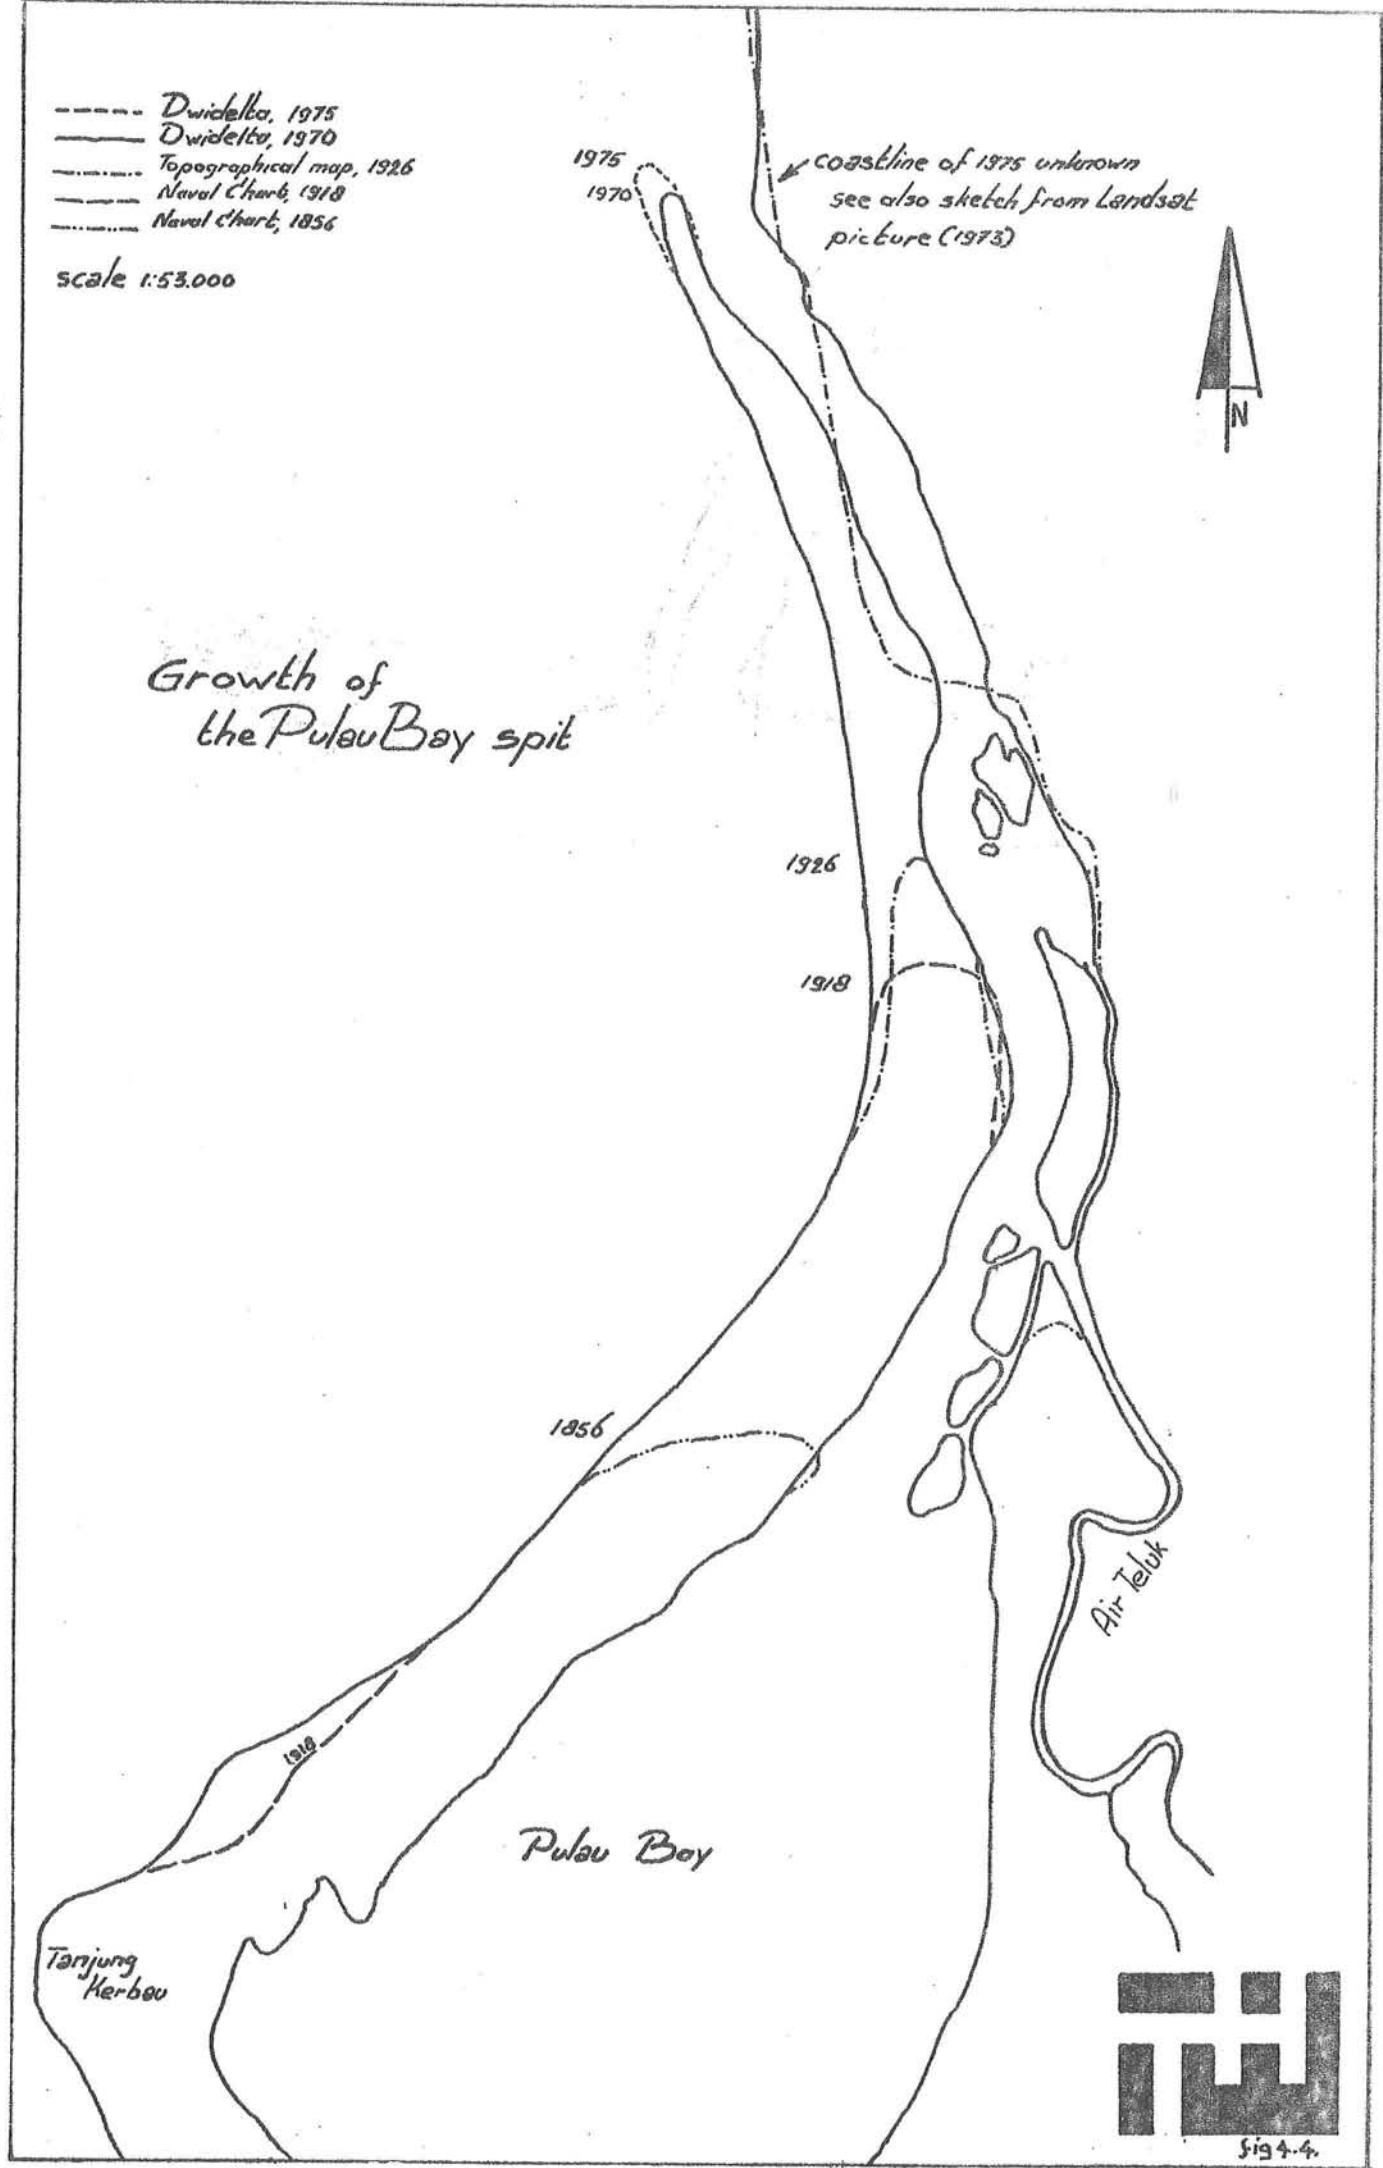 Dwidelta, 1975
Dwidelta, 1970
Topographical map, 1926
Naval Chart, 1918
Naval Chart, 1856
scale 1:53.000
1975
1970
coastline of 1975 unknown
see also sketch from Landsat
picture (1973)
N
Growth of
the Pulau Bay spit
1926
1918
1856
Air Teluk
1918
Pulau Bay
Tanjung
Kerbau
fig 4.4.